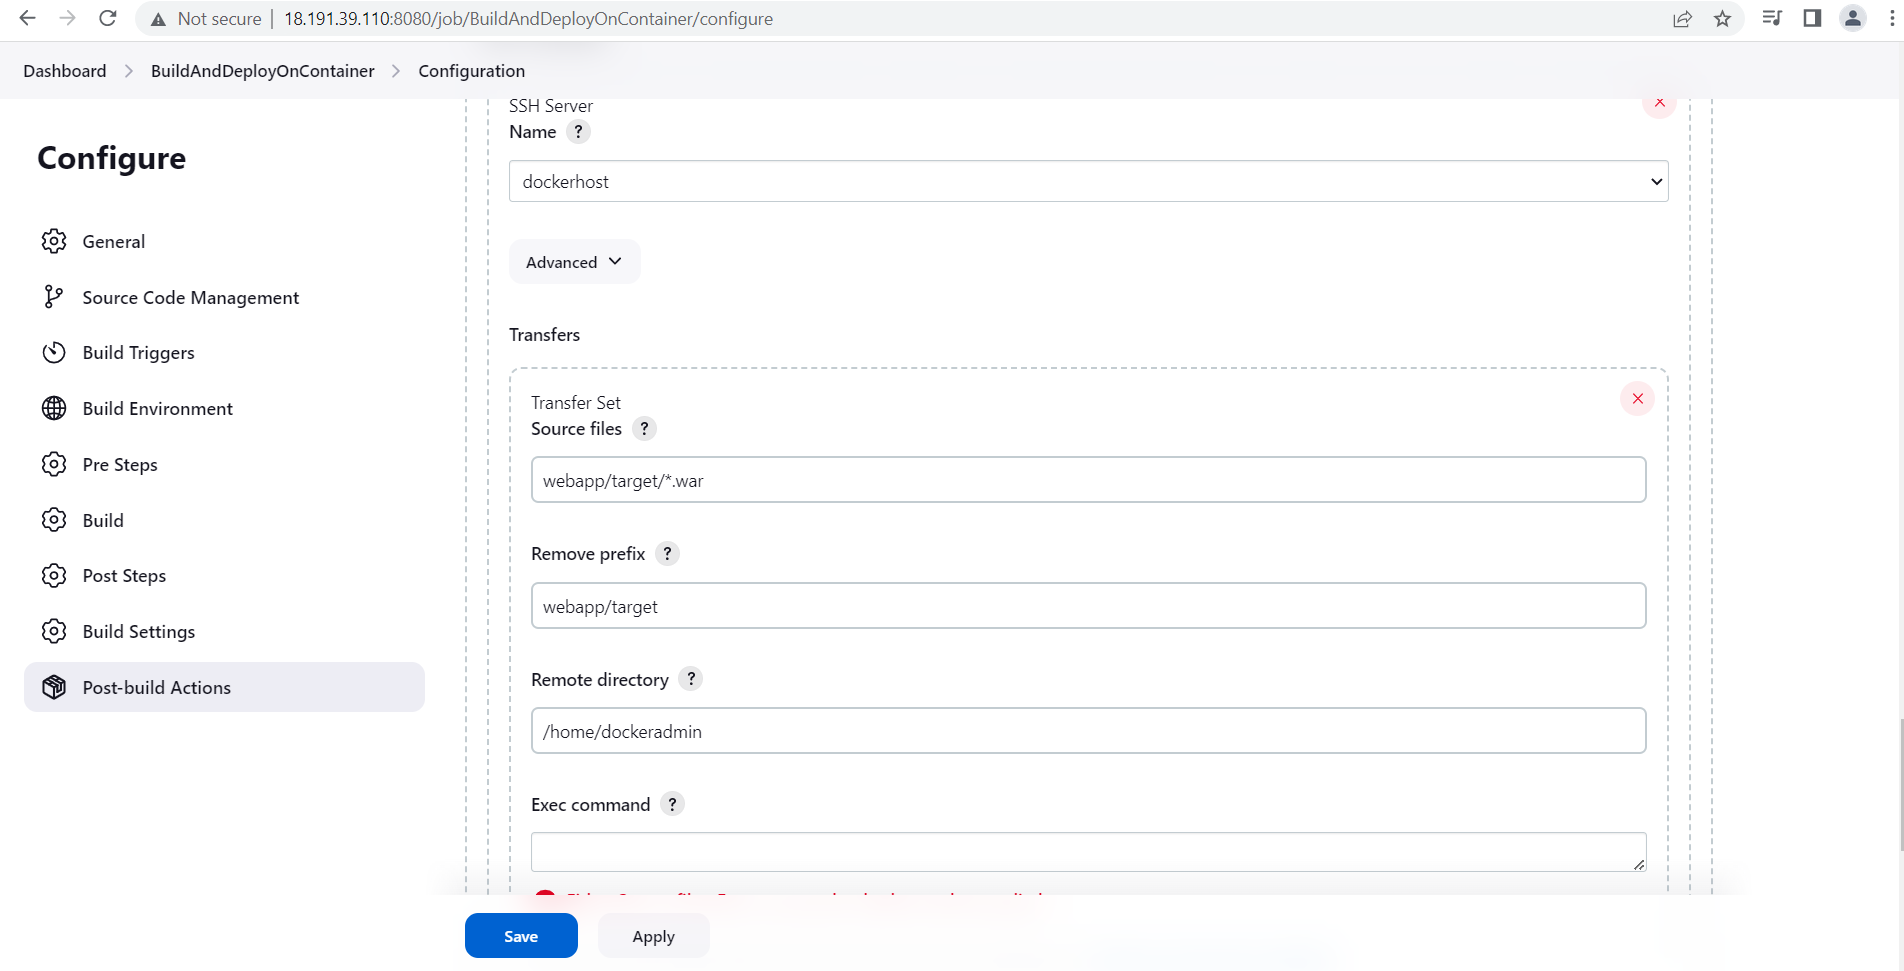 Not secure | 18.191.39.110:8080/job/BuildAndDeployOnContainer/configure
Dashboard > BuildAndDeployOnContainer > Configuration
Configure
General
Source Code Management
Build Triggers
Build Environment
Pre Steps
Build
Post Steps
Build Settings
Post-build Actions
SSH Server
Name ?
dockerhost
Advanced
Transfers
Transfer Set
Source files ?
webapp/target/*.war
Remove prefix ?
webapp/target
Remote directory ?
/home/dockeradmin
Exec command ?
Save
Apply